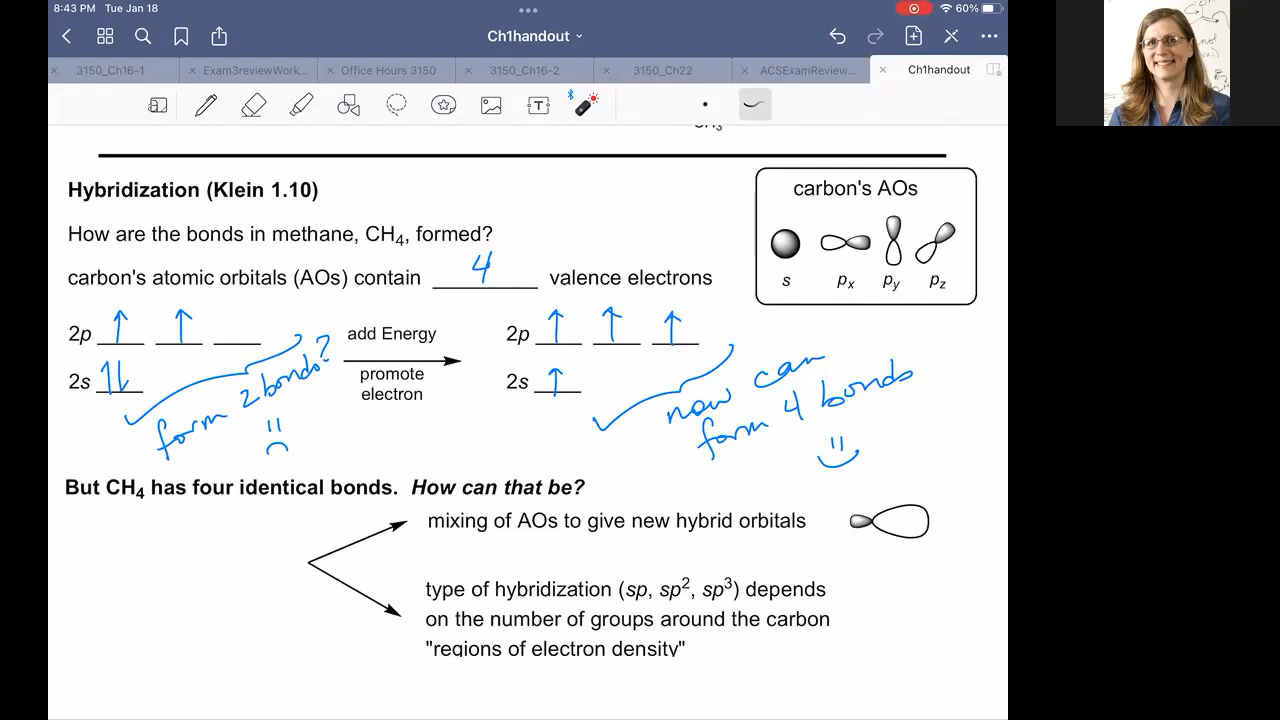 8:43 PM Tue Jan 18
60%
Ch1handout
3150_Ch16-1
Exam3reviewWork...
Office Hours 3150
3150_Ch16-2
3150_Ch22
ACSExamReview...
Ch1handout
T
CH3
Hybridization (Klein 1.10)
carbon's AOs
How are the bonds in methane, CH4, formed?
carbon's atomic orbitals (AOs) contain 4 valence electrons
s px py pz
2p add Energy 2p
2s promote electron 2s
form 2 bonds?
now can
form 4 bonds
But CH4 has four identical bonds. How can that be?
mixing of AOs to give new hybrid orbitals
type of hybridization (sp, sp², sp³) depends
on the number of groups around the carbon
"regions of electron density"